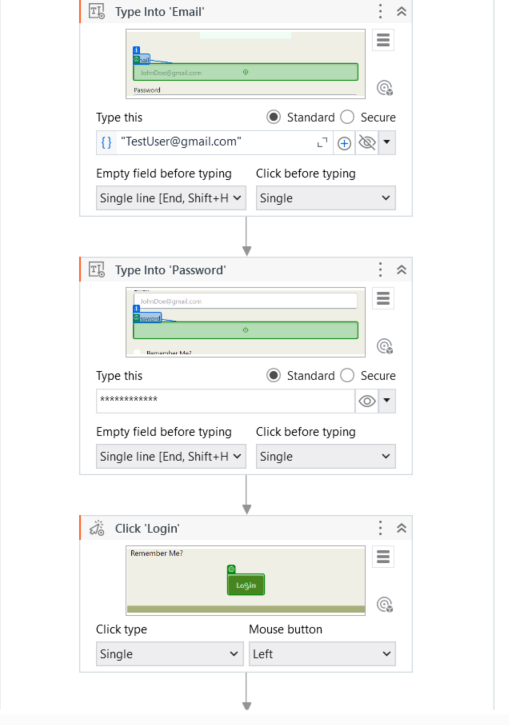 Type Into 'Email'
JohnDoe@gmail.com
Password
Type this
Standard
Secure
{} "TestUser@gmail.com"
Empty field before typing
Click before typing
Single line [End, Shift+H
Single
Type Into 'Password'
JohnDoe@gmail.com
Remember Me?
Type this
Standard
Secure
************
Empty field before typing
Click before typing
Single line [End, Shift+H
Single
Click 'Login'
Remember Me?
Login
Click type
Mouse button
Single
Left